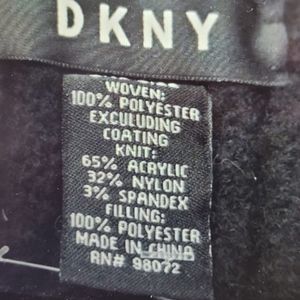 DKNY
WOVEN:
100% POLYESTER
EXCULUDING
COATING
KNIT:
65% ACRYLIC
32% NYLON
3% SPANDEX
FILLING:
100% POLYESTER
MADE IN CHINA
RN# 98072